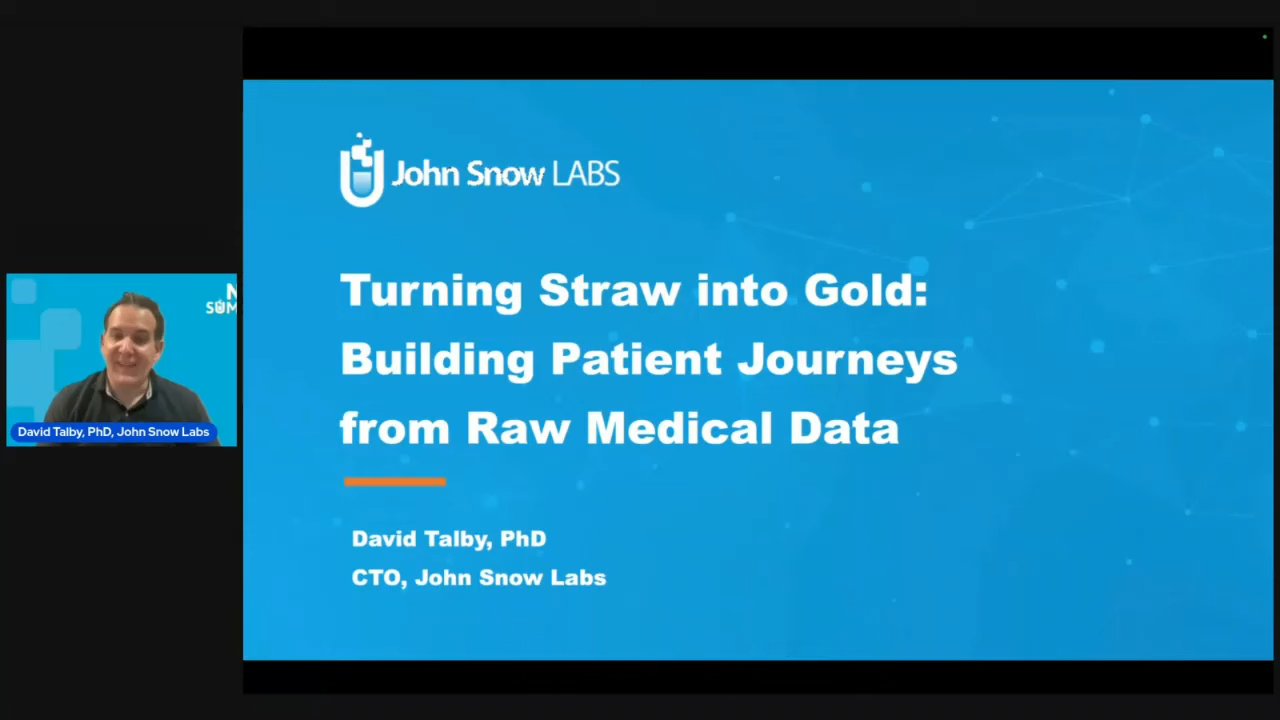 John Snow LABS
Turning Straw into Gold:
Building Patient Journeys
from Raw Medical Data
David Talby, PhD
CTO, John Snow Labs
David Talby, PhD, John Snow Labs